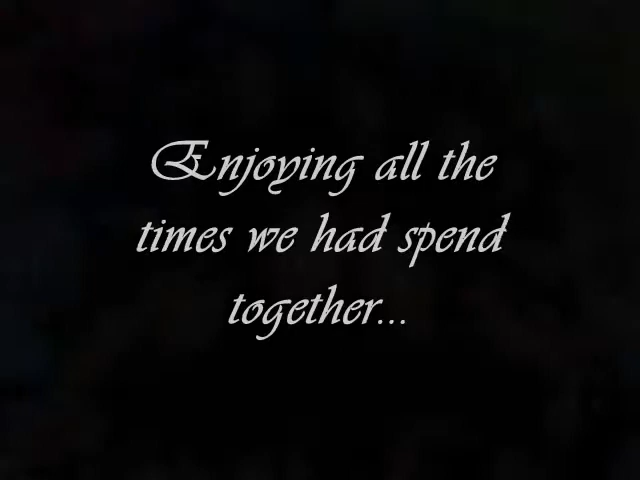 Enjoying all the
times we had spend
together...